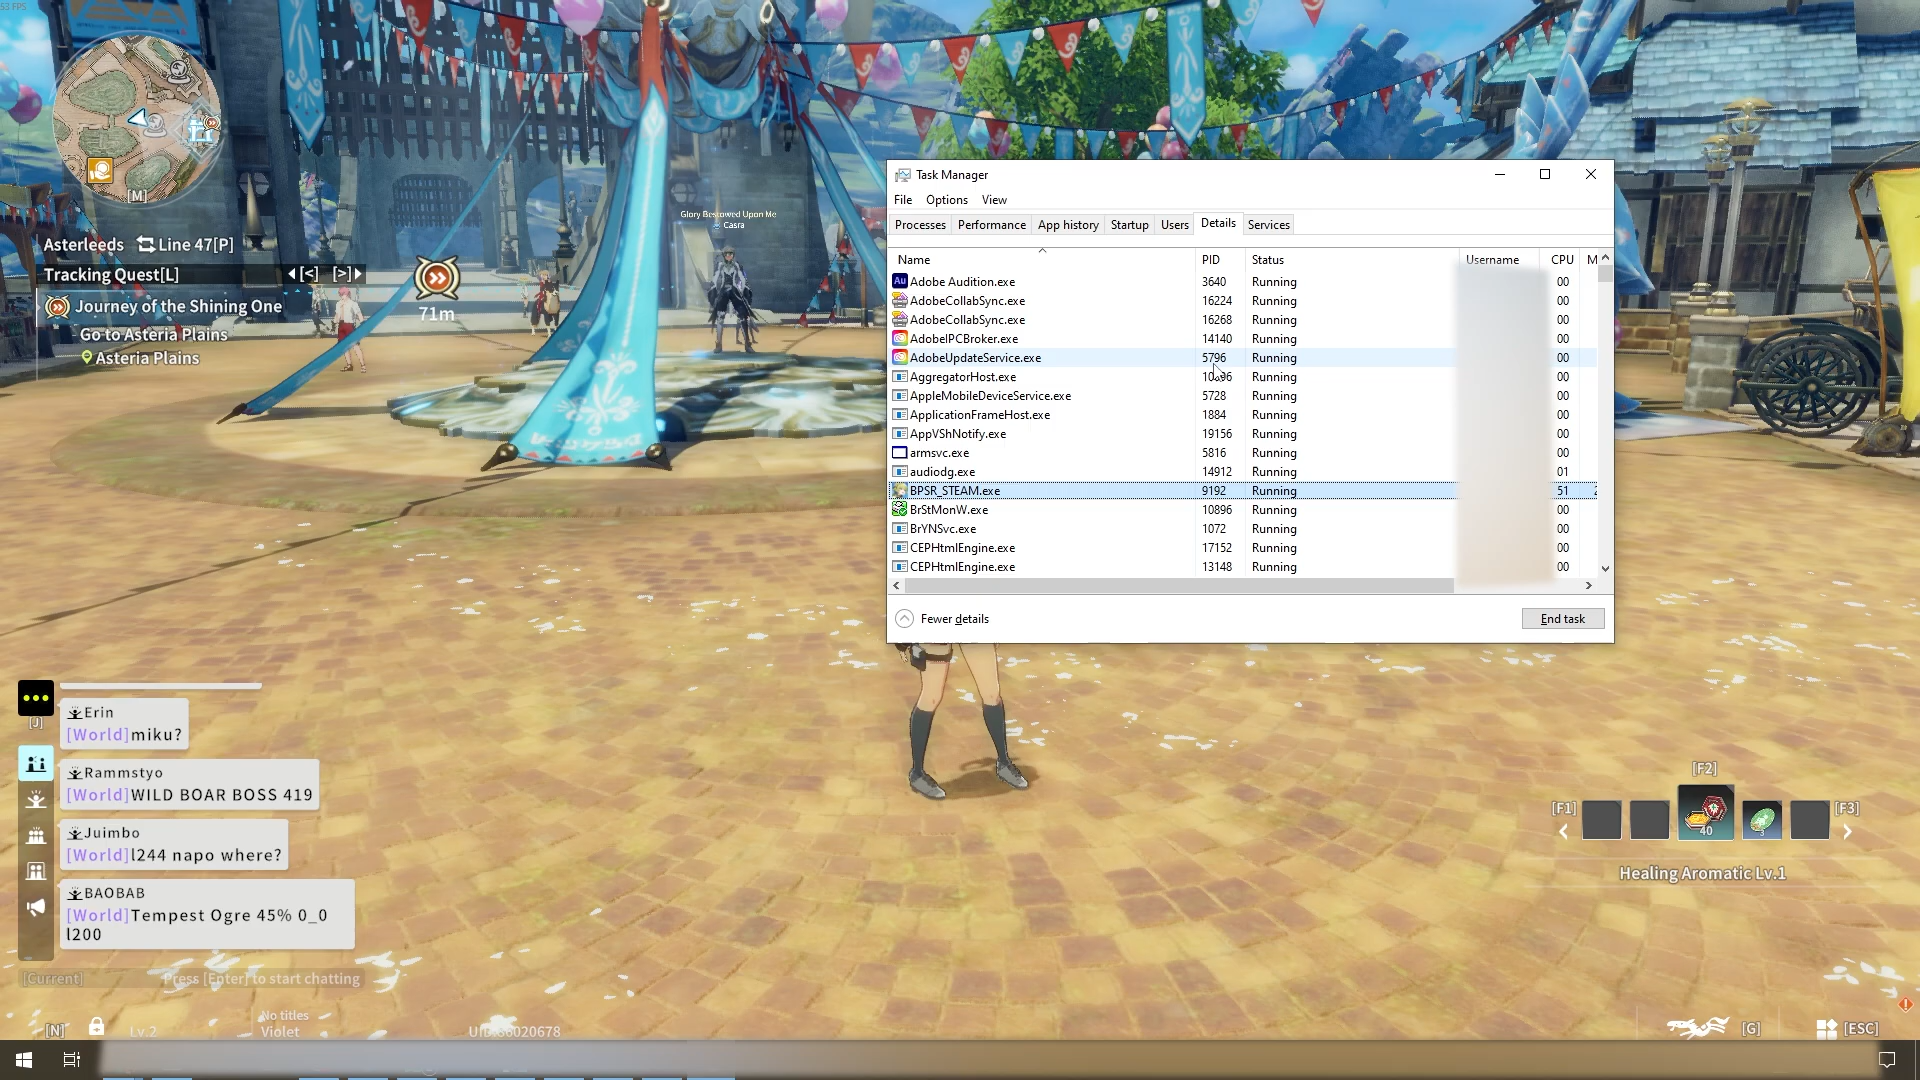 53 FPS
[M]
Asterleeds Line 47[P]
Tracking Quest[L] [<] [>]
Journey of the Shining One
Go to Asteria Plains
Asteria Plains
71m
Glory Bestowed Upon Me
Casra
Task Manager
File Options View
Processes Performance App history Startup Users Details Services
Name PID Status Username CPU M
Adobe Audition.exe 3640 Running 00
AdobeCollabSync.exe 16224 Running 00
AdobeCollabSync.exe 16268 Running 00
AdobeIPCBroker.exe 14140 Running 00
AdobeUpdateService.exe 5796 Running 00
AggregatorHost.exe Running 00
AppleMobileDeviceService.exe 5728 Running 00
ApplicationFrameHost.exe 1884 Running 00
AppVShNotify.exe 19156 Running 00
armsvc.exe 5816 Running 00
audiodg.exe 14912 Running 01
BPSR_STEAM.exe 9192 Running 51 2
BrStMonW.exe 10896 Running 00
BrYNSvc.exe 1072 Running 00
CEPHtmlEngine.exe 17152 Running 00
CEPHtmlEngine.exe 13148 Running 00
Fewer details End task
[J]
Erin
[World]miku?
Rammstyo
[World]WILD BOAR BOSS 419
Juimbo
[World]l244 napo where?
BAOBAB
[World]Tempest Ogre 45% 0_0
l200
[Current] Press [Enter] to start chatting
[N] Lv.2
No titles
Violet
[F2]
[F1] [F3]
40
3
Healing Aromatic Lv.1
[G] [ESC]